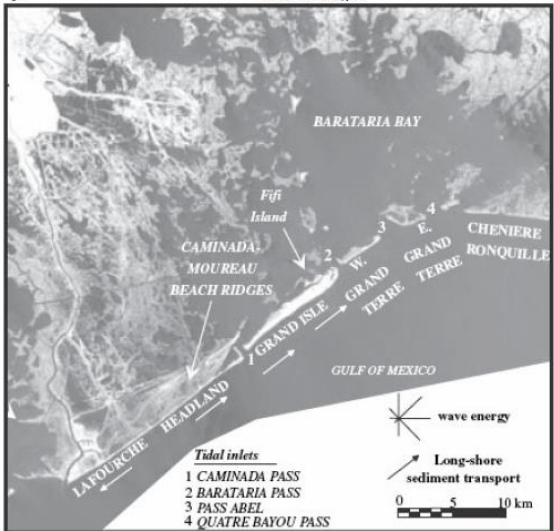 BARATARIA BAY
Fifi
Island
CAMINADA-
MOUREAU
BEACH RIDGES
4
3
E.
2
W.
CHENIERE
RONQUILLE
GRAND
TERRE
GRAND
TERRE
1
GRAND ISLE
GULF OF MEXICO
LAFOURCHE HEADLAND
wave energy
Long-shore
sediment transport
0 5 10 km
Tidal inlets
1 CAMINADA PASS
2 BARATARIA PASS
3 PASS ABEL
4 QUATRE BAYOU PASS